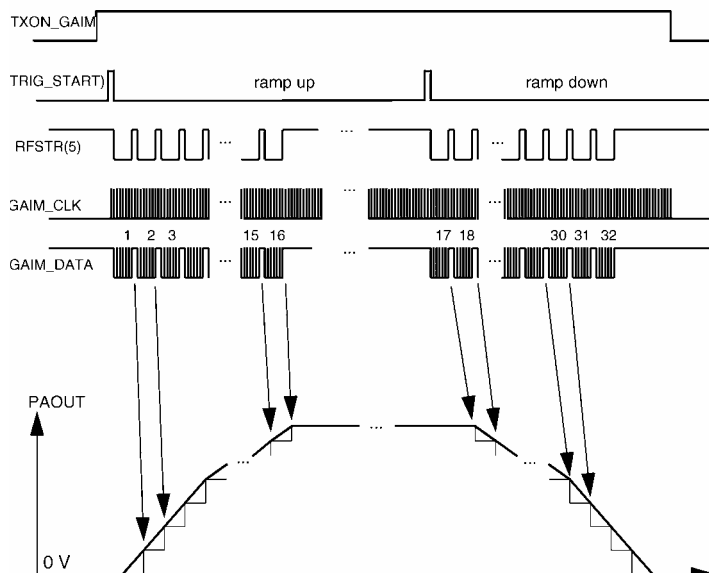 TXON_GAIM
TRIG_START)
ramp up
ramp down
RFSTR(5)
...
...
...
GAIM_CLK
...
...
...
1 2 3 15 16 17 18 30 31 32
GAIM_DATA
...
...
...
PAOUT
...
...
...
0 V